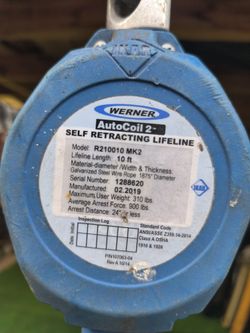 WERNER
AutoCoil 2
SELF RETRACTING LIFELINE
Model: R210010 MK2
Lifeline Length: 10 ft
Material-diameter /Width & Thickness:
Galvanized Steel Wire Rope .1875" Diameter
Serial Number: 1288620
Manufactured: 02.2019
Maximum User Weight: 310 lbs.
Average Arrest Force: 900 lbs.
Arrest Distance: 24" or less
Inspection Log
Standard(s):
ANSI/ASSE Z359.14-2014
Class A OSHA
1910 & 1926
P/N103363-04
Rev A 10/14